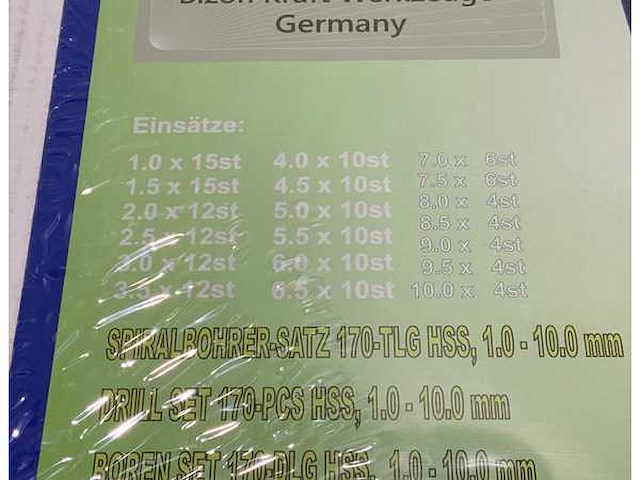 Germany
Einsätze:
1.0 x 15st 4.0 x 10st 7.0 x 6st
1.5 x 15st 4.5 x 10st 7.5 x 6st
2.0 x 12st 5.0 x 10st 8.0 x 4st
2.5 x 12st 5.5 x 10st 8.5 x 4st
3.0 x 12st 6.0 x 10st 9.0 x 4st
3.5 x 12st 6.5 x 10st 9.5 x 4st
10.0 x 4st
SPIRALBOHRER-SATZ 170-TLG HSS, 1.0 - 10.0 mm
DRILL SET 170-PCS HSS, 1.0 - 10.0 mm
BOREN SET 170-DLG HSS, 1.0 - 10.0 mm